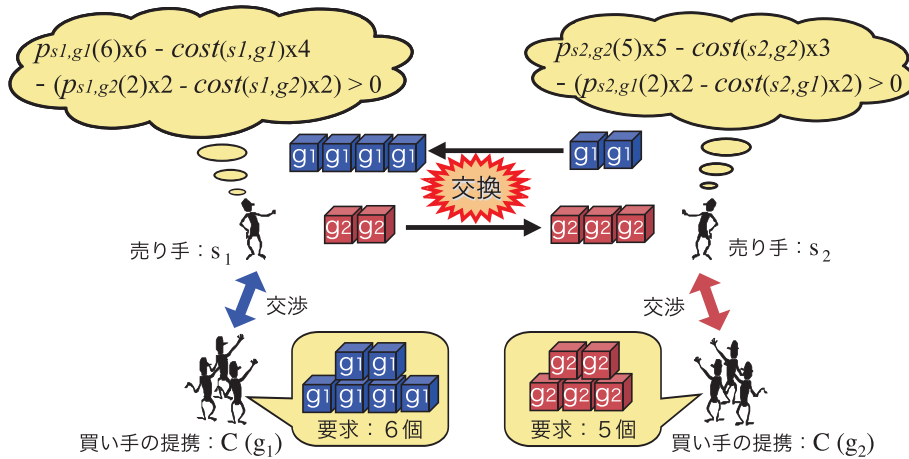 p s1,g1(6)x6 - cost(s1,g1)x4
- (p s1,g2(2)x2 - cost(s1,g2)x2) > 0
p s2,g2(5)x5 - cost(s2,g2)x3
- (p s2,g1(2)x2 - cost(s2,g1)x2) > 0
g1 g1 g1 g1
g1 g1
交換
g2 g2
g2 g2 g2
売り手：s1
売り手：s2
交渉
交渉
g1 g1
g1 g1 g1 g1
要求：６個
g2 g2
g2 g2 g2
要求：５個
買い手の提携：C (g1)
買い手の提携：C (g2)